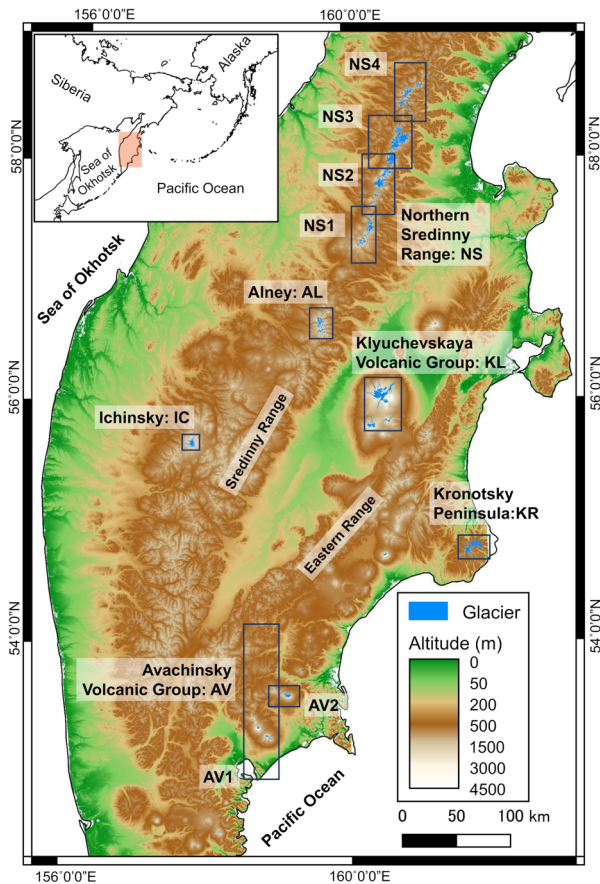 156°0'0"E
160°0'0"E
Alaska
Siberia
Sea of
Okhotsk
Pacific Ocean
NS4
NS3
NS2
NS1
58°0'0"N
58°0'0"N
Northern
Sredinny
Range: NS
Sea of Okhotsk
Alney: AL
Klyuchevskaya
Volcanic Group: KL
56°0'0"N
56°0'0"N
Ichinsky: IC
Sredinny Range
Kronotsky
Peninsula:KR
Eastern Range
54°0'0"N
54°0'0"N
Avachinsky
Volcanic Group: AV
AV2
AV1
Pacific Ocean
Glacier
Altitude (m)
0
50
200
500
1500
3000
4500
0 50 100 km
156°0'0"E
160°0'0"E